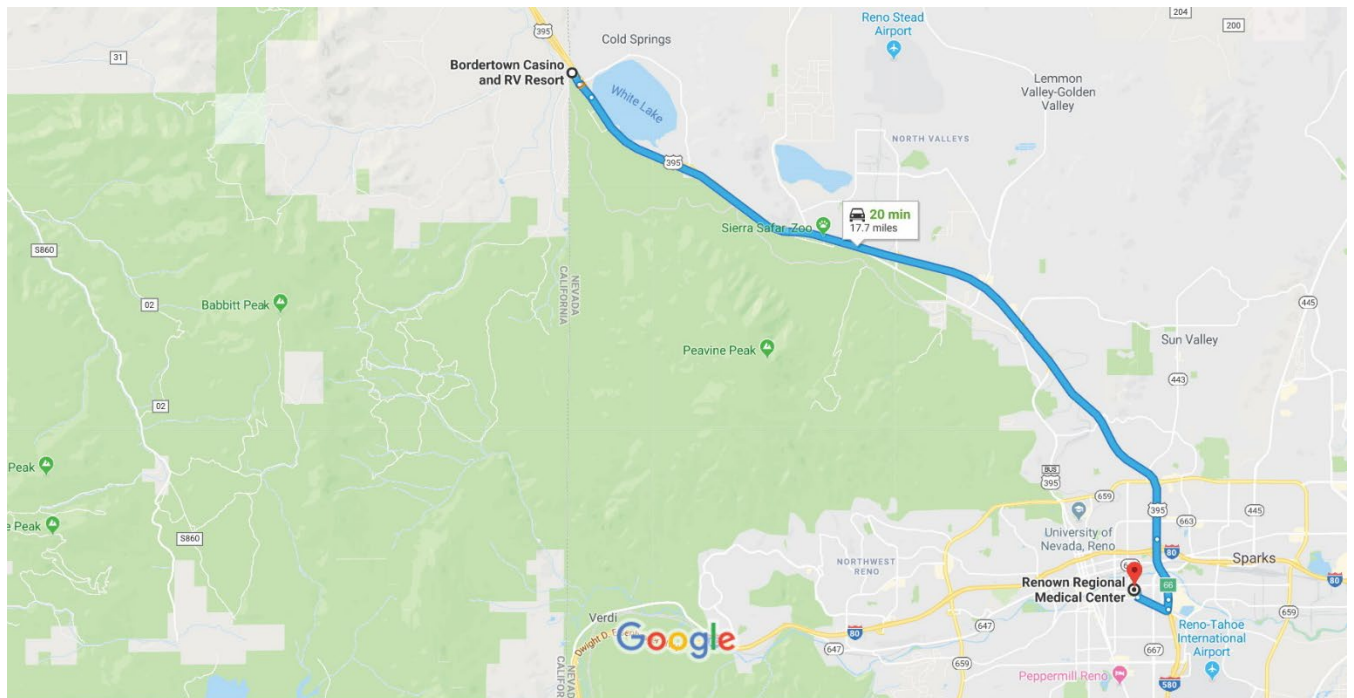 204
395
Cold Springs
Reno Stead
Airport
200
31
Bordertown Casino
and RV Resort
Lemmon
Valley-Golden
Valley
White Lake
NORTH VALLEYS
395
20 min
17.7 miles
Sierra Safari Zoo
S860
NEVADA
CALIFORNIA
02
Babbitt Peak
445
Peavine Peak
Sun Valley
443
02
Peak
BUS
395
659
e Peak
395
663
445
University of
Nevada, Reno
S860
80
Sparks
NORTHWEST
RENO
Renown Regional
Medical Center
66
80
Verdi
Google
80
647
647
659
659
Reno-Tahoe
International
Airport
667
NEVADA
CALIFORNIA
Peppermill Reno
580